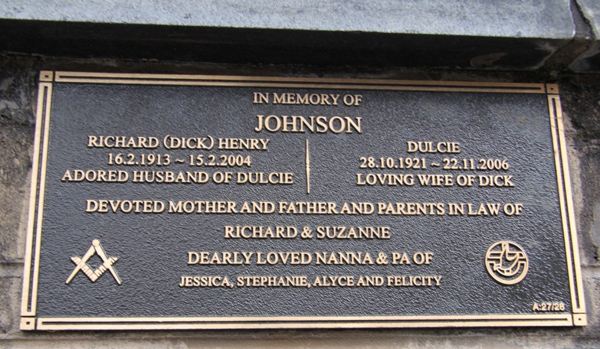 IN MEMORY OF
JOHNSON
RICHARD (DICK) HENRY
16.2.1913 ~ 15.2.2004
ADORED HUSBAND OF DULCIE
DULCIE
28.10.1921 ~ 22.11.2006
LOVING WIFE OF DICK
DEVOTED MOTHER AND FATHER AND PARENTS IN LAW OF
RICHARD & SUZANNE
DEARLY LOVED NANNA & PA OF
JESSICA, STEPHANIE, ALYCE AND FELICITY
A:27/28